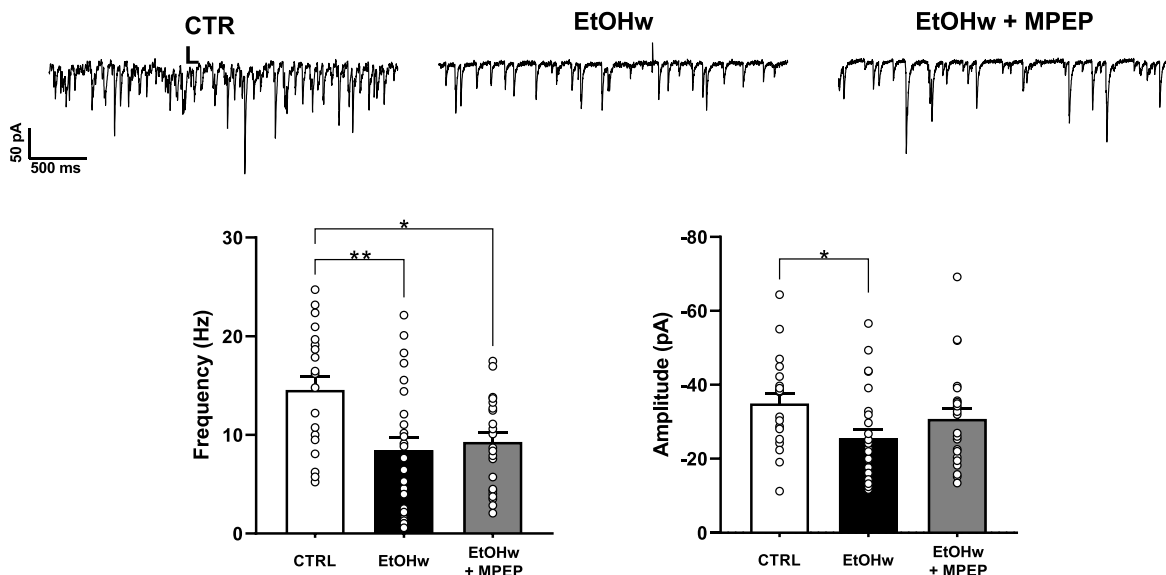 CTR
L
EtOHw
EtOHw + MPEP
50 pA
500 ms
Frequency (Hz)
30
20
10
0
*
**
CTRL
EtOHw
EtOHw
+ MPEP
Amplitude (pA)
-80
-60
-40
-20
0
*
CTRL
EtOHw
EtOHw
+ MPEP